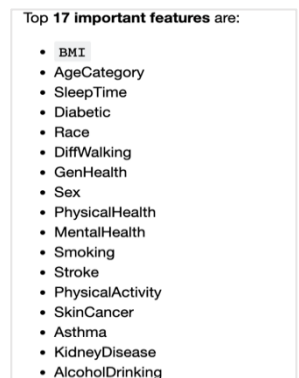 Top 17 important features are:
• BMI
• AgeCategory
• SleepTime
• Diabetic
• Race
• DiffWalking
• GenHealth
• Sex
• PhysicalHealth
• MentalHealth
• Smoking
• Stroke
• PhysicalActivity
• SkinCancer
• Asthma
• KidneyDisease
• AlcoholDrinking